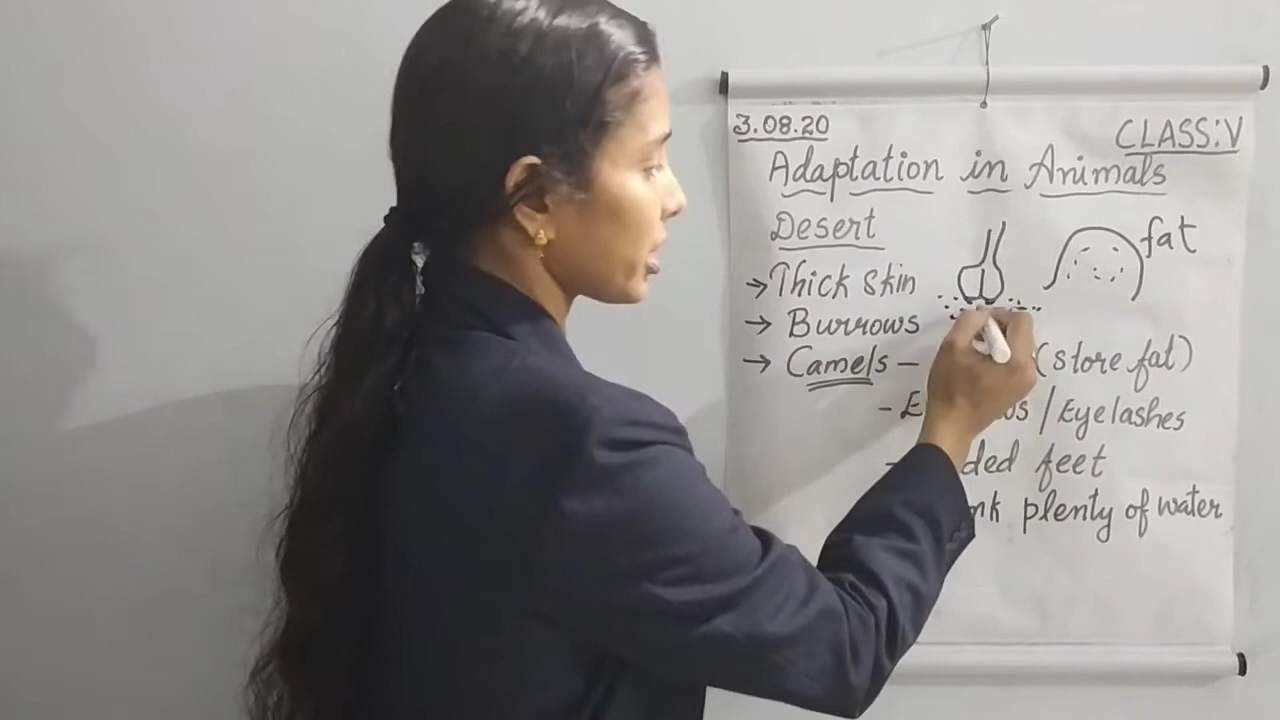 3.08.20
CLASS:V
Adaptation in Animals
Desert
fat
→ Thick skin
→ Burrows
→ Camels – (store fat)
- / Eyelashes
feet
plenty of water